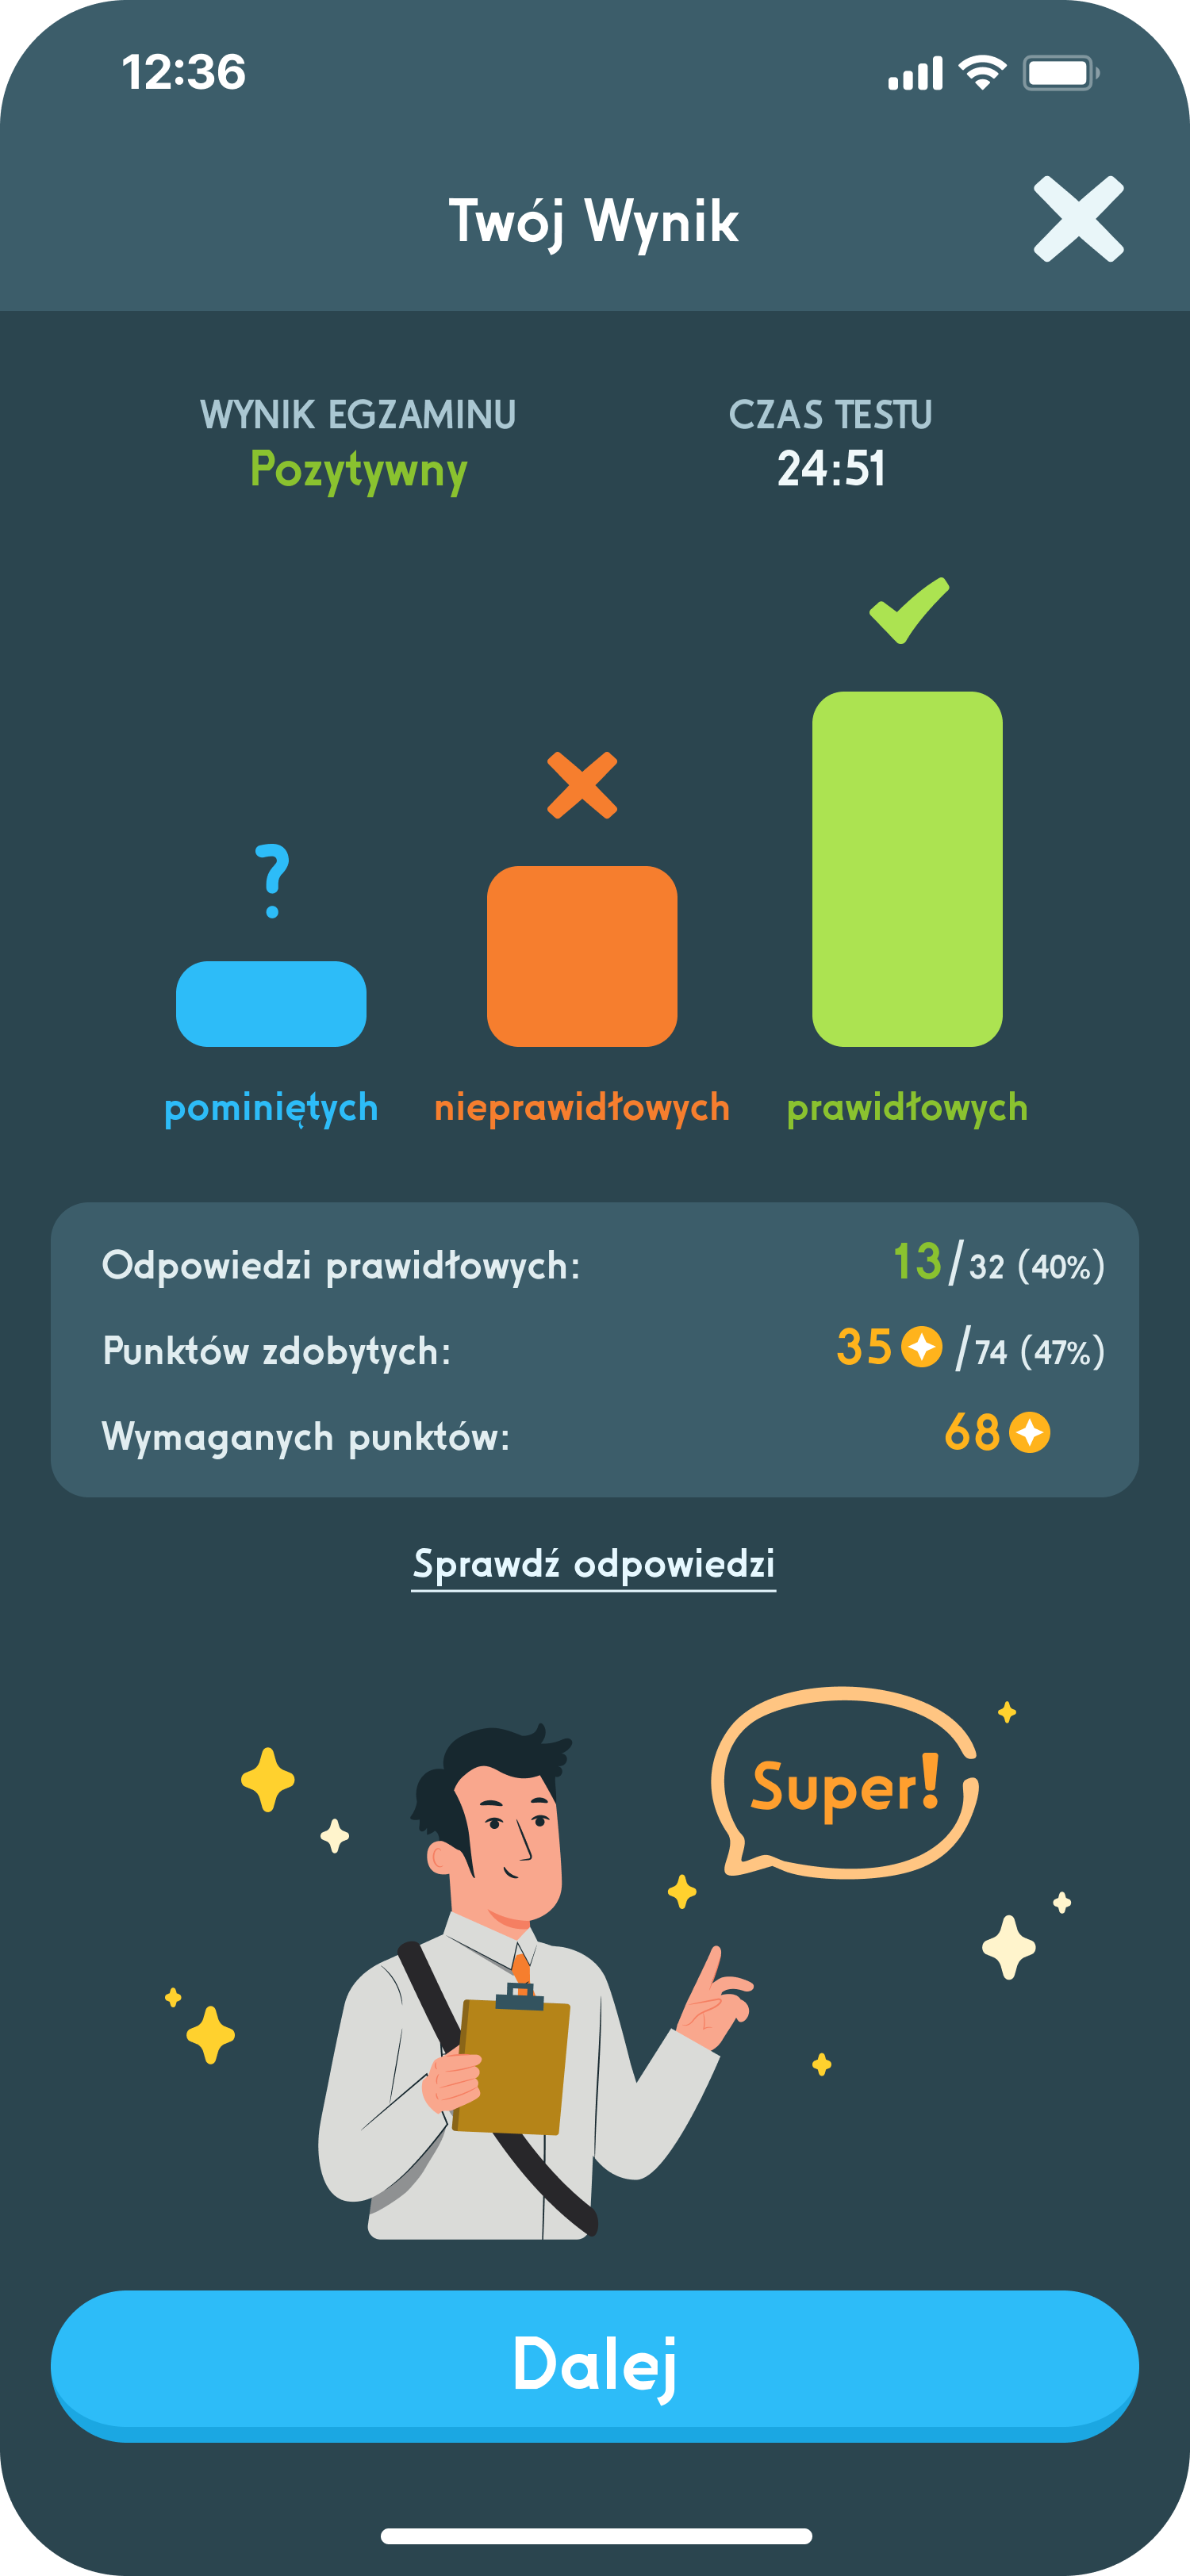 12:36
Twój Wynik
WYNIK EGZAMINU
Pozytywny
CZAS TESTU
24:51
?
pominiętych
nieprawidłowych
prawidłowych
Odpowiedzi prawidłowych: 13/32 (40%)
Punktów zdobytych: 35 /74 (47%)
Wymaganych punktów: 68
Sprawdź odpowiedzi
Super!
Dalej